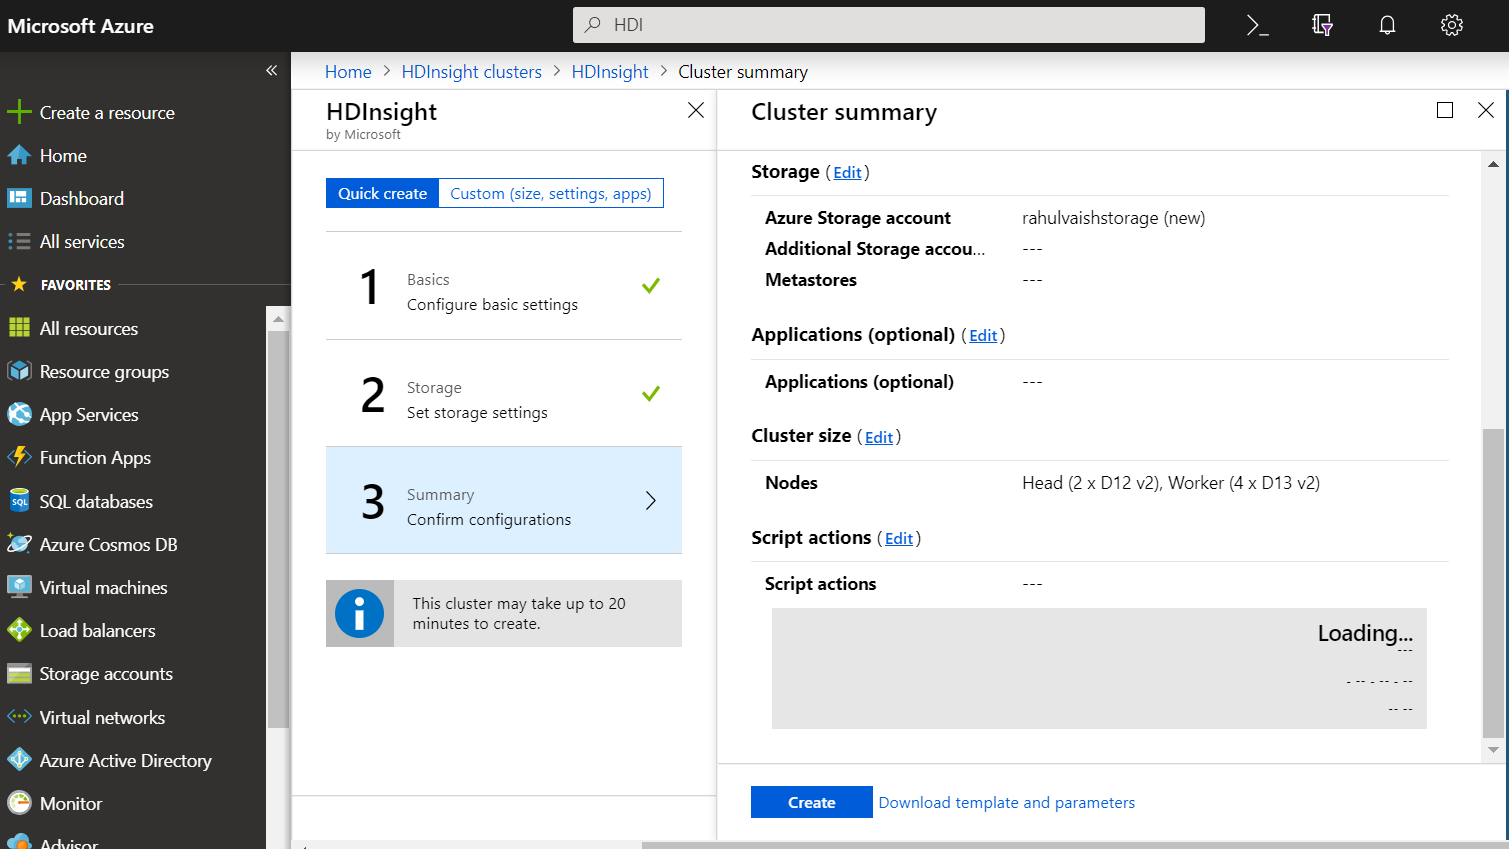 Microsoft Azure
HDI
Home > HDInsight clusters > HDInsight > Cluster summary
«
Create a resource
Home
Dashboard
All services
FAVORITES
All resources
Resource groups
App Services
Function Apps
SQL databases
Azure Cosmos DB
Virtual machines
Load balancers
Storage accounts
Virtual networks
Azure Active Directory
Monitor
Advisor
HDInsight
by Microsoft
Quick create
Custom (size, settings, apps)
1
Basics
Configure basic settings
2
Storage
Set storage settings
3
Summary
Confirm configurations
This cluster may take up to 20
minutes to create.
Cluster summary
Storage (Edit)
Azure Storage account rahulvaishstorage (new)
Additional Storage accou... ---
Metastores ---
Applications (optional) (Edit)
Applications (optional) ---
Cluster size (Edit)
Nodes Head (2 x D12 v2), Worker (4 x D13 v2)
Script actions (Edit)
Script actions ---
Loading...
---
- -- - -- - --
-- --
Create
Download template and parameters